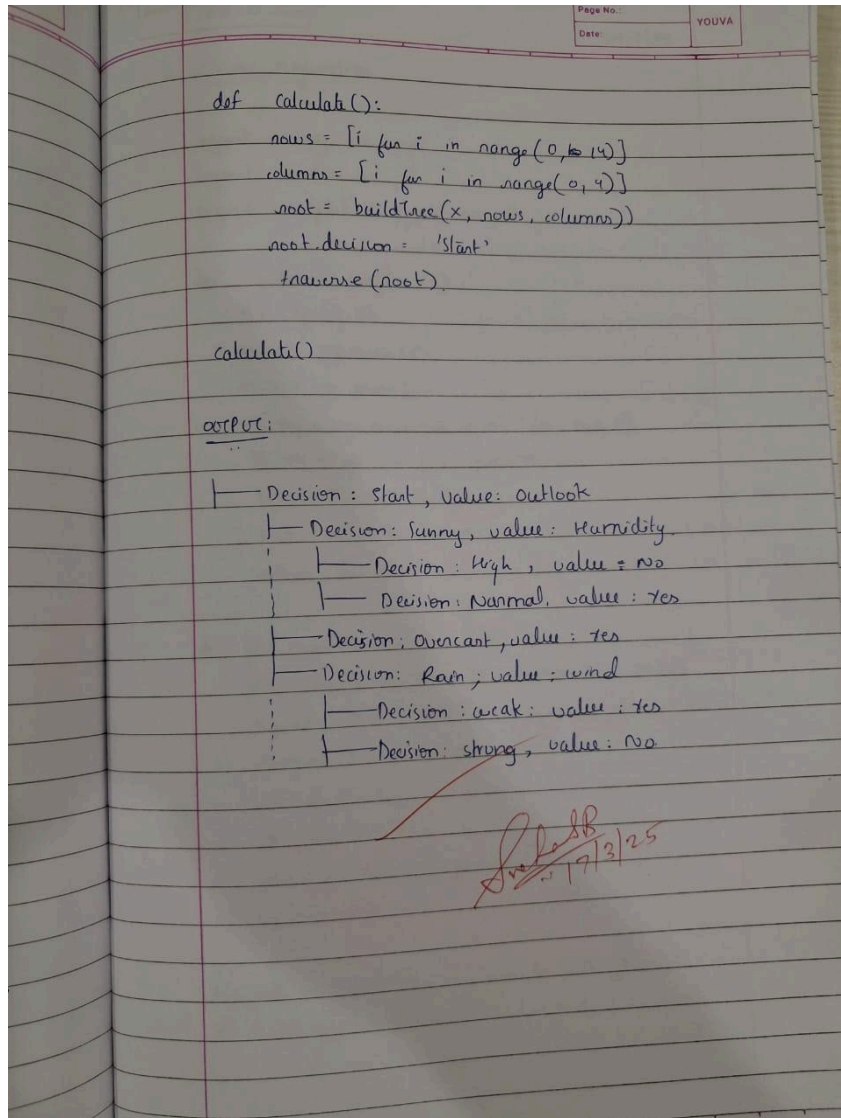 Page No.:
Date:
YOUVA
def calculate():
rows = [i for i in range(0, 14)]
columns = [i for i in range(0, 4)]
root = buildTree(x, rows, columns))
root.decision = 'Start'
traverse(root)
calculate()
OUTPUT:
Decision : Start, value: Outlook
Decision: Sunny, value: Humidity
Decision : High, value = No
Decision: Normal, value : Yes
Decision: Overcast, value : Yes
Decision: Rain; value: wind
Decision : weak; value : Yes
Decision: strong, value: No
17/3/25